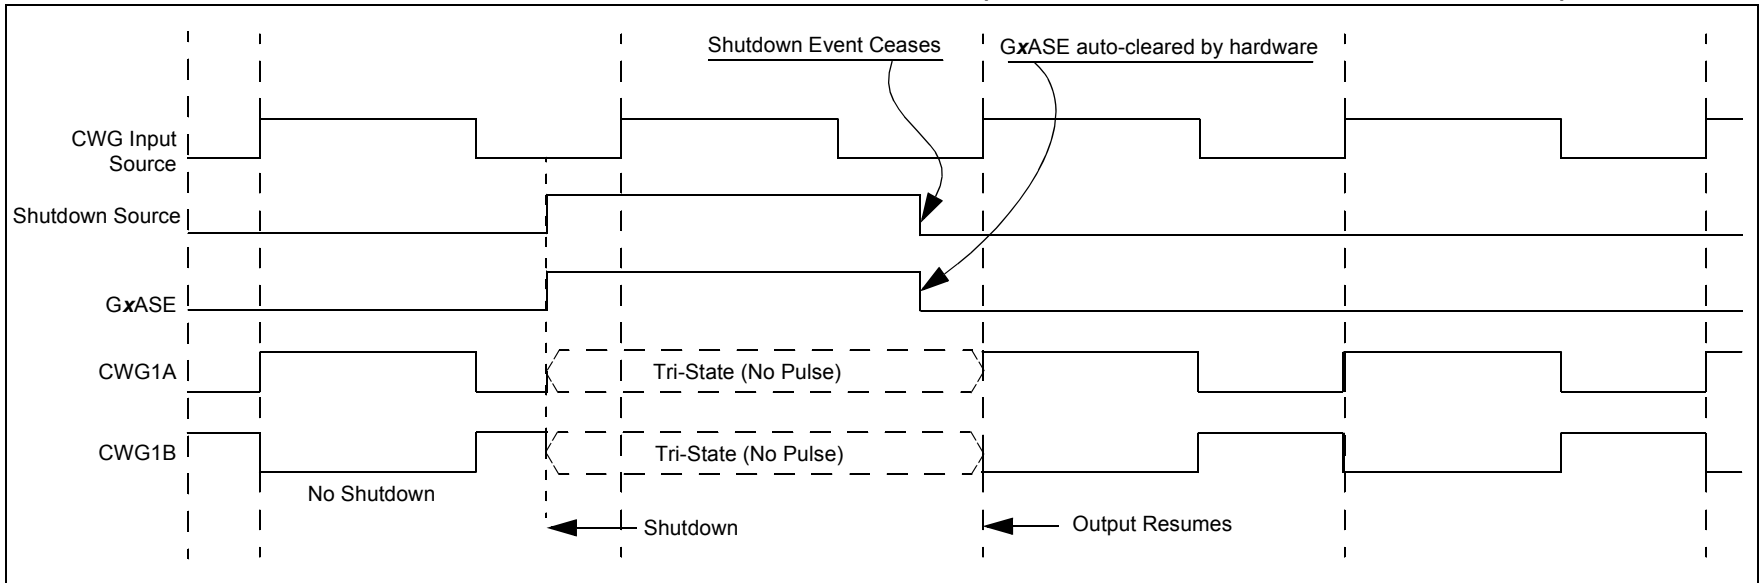 Shutdown Event Ceases
GxASE auto-cleared by hardware
CWG Input
Source
Shutdown Source
GxASE
CWG1A
Tri-State (No Pulse)
CWG1B
Tri-State (No Pulse)
No Shutdown
Shutdown
Output Resumes